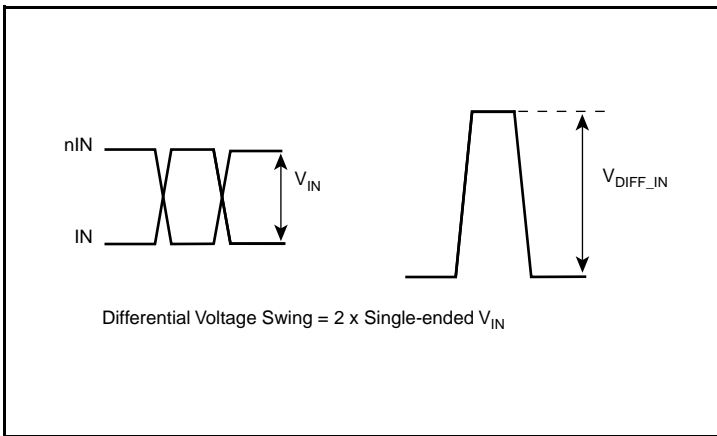 nIN
V_IN
IN
V_DIFF_IN
Differential Voltage Swing = 2 x Single-ended V_IN